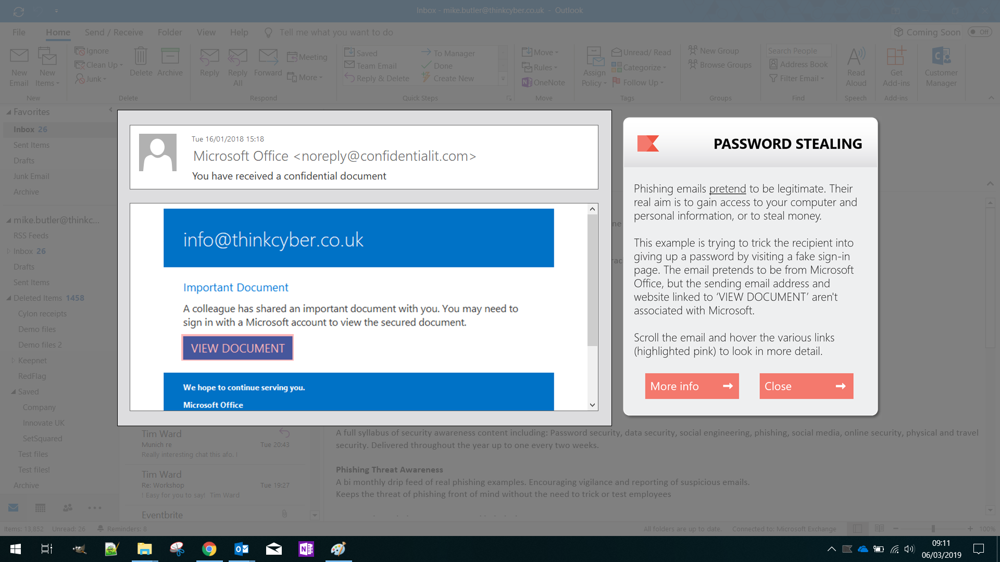 Inbox - mike.butler@thinkcyber.co.uk - Outlook
File Home Send / Receive Folder View Help Tell me what you want to do Coming Soon Off
New Email
New Items
New
Ignore
Clean Up
Junk
Delete
Archive
Delete
Reply
Reply All
Forward
Meeting
More
Respond
Saved
Team Email
Reply & Delete
To Manager
Done
Create New
Quick Steps
Move
Rules
OneNote
Move
Assign Policy
Unread/ Read
Categorize
Follow Up
Tags
New Group
Browse Groups
Groups
Search People
Address Book
Filter Email
Find
Read Aloud
Speech
Get Add-ins
Add-ins
Customer Manager
Favorites
Inbox 26
Sent Items
Drafts
Junk Email
Archive
mike.butler@thinkc...
RSS Feeds
Inbox 26
Drafts
Sent Items
Deleted Items 1458
Cylon receipts
Demo files
Demo files 2
Keepnet
RedFlag
Saved
Company
Innovate UK
SetSquared
Test files
Test files!
Archive
Tue 16/01/2018 15:18
Microsoft Office <noreply@confidentialit.com>
You have received a confidential document
info@thinkcyber.co.uk
Important Document
A colleague has shared an important document with you. You may need to
sign in with a Microsoft account to view the secured document.
VIEW DOCUMENT
We hope to continue serving you.
Microsoft Office
PASSWORD STEALING
Phishing emails pretend to be legitimate. Their
real aim is to gain access to your computer and
personal information, or to steal money.
This example is trying to trick the recipient into
giving up a password by visiting a fake sign-in
page. The email pretends to be from Microsoft
Office, but the sending email address and
website linked to ‘VIEW DOCUMENT’ aren't
associated with Microsoft.
Scroll the email and hover the various links
(highlighted pink) to look in more detail.
More info
Close
Tim Ward
Munich re Tue 20:43
Really interesting chat this afo. !
Tim Ward
Re: Workshop Tue 19:27
! Easy for you to say! Tim Ward
Eventbrite
A full syllabus of security awareness content including: Password security, data security, social engineering, phishing, social media, online security, physical and travel
security. Delivered throughout the year up to one every two weeks.
Phishing Threat Awareness
A bi monthly drip feed of real phishing examples. Encouraging vigilance and reporting of suspicious emails.
Keeps the threat of phishing front of mind without the need to trick or test employees
Items: 13,852 Unread: 26 Reminders: 8 All folders are up to date. Connected to: Microsoft Exchange 100%
09:11
06/03/2019